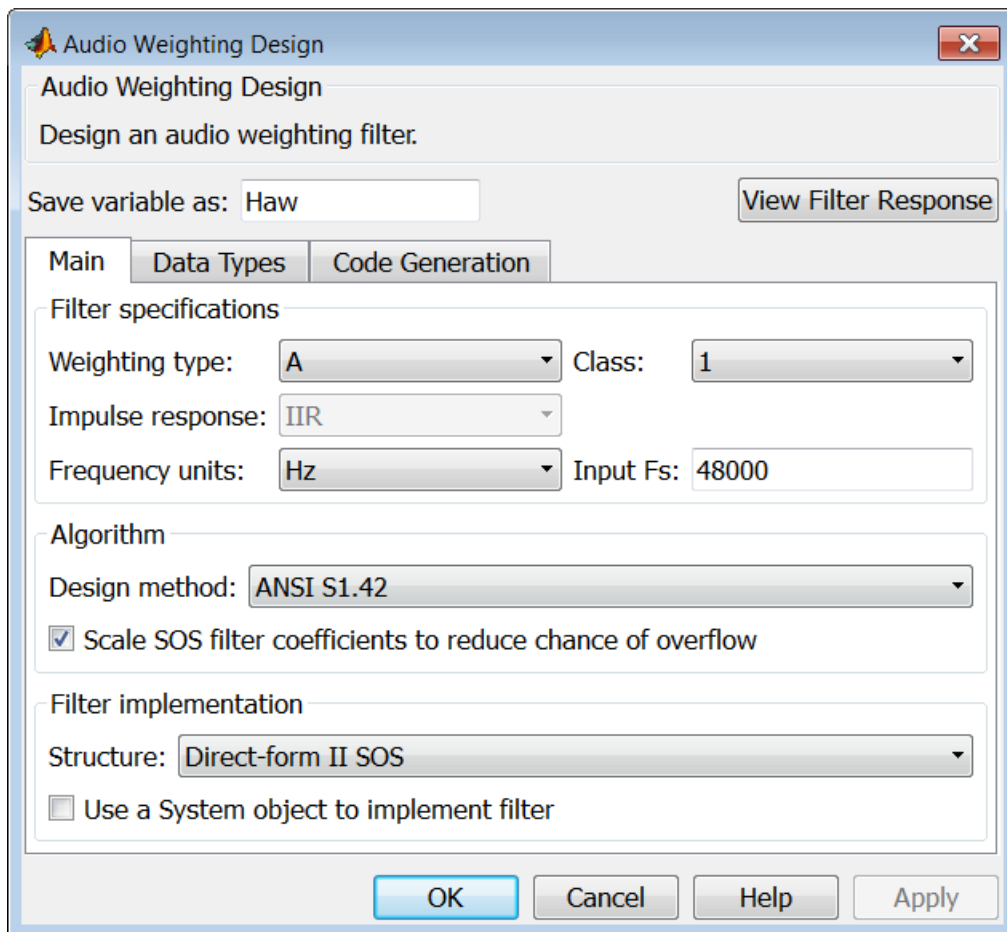 Audio Weighting Design
Audio Weighting Design
Design an audio weighting filter.
Save variable as: Haw View Filter Response
Main Data Types Code Generation
Filter specifications
Weighting type: A Class: 1
Impulse response: IIR
Frequency units: Hz Input Fs: 48000
Algorithm
Design method: ANSI S1.42
Scale SOS filter coefficients to reduce chance of overflow
Filter implementation
Structure: Direct-form II SOS
Use a System object to implement filter
OK Cancel Help Apply